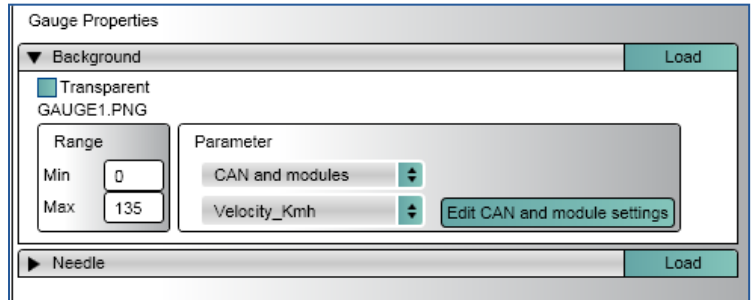 Gauge Properties
Background Load
Transparent
GAUGE1.PNG
Range
Min 0
Max 135
Parameter
CAN and modules
Velocity_Kmh Edit CAN and module settings
Needle Load